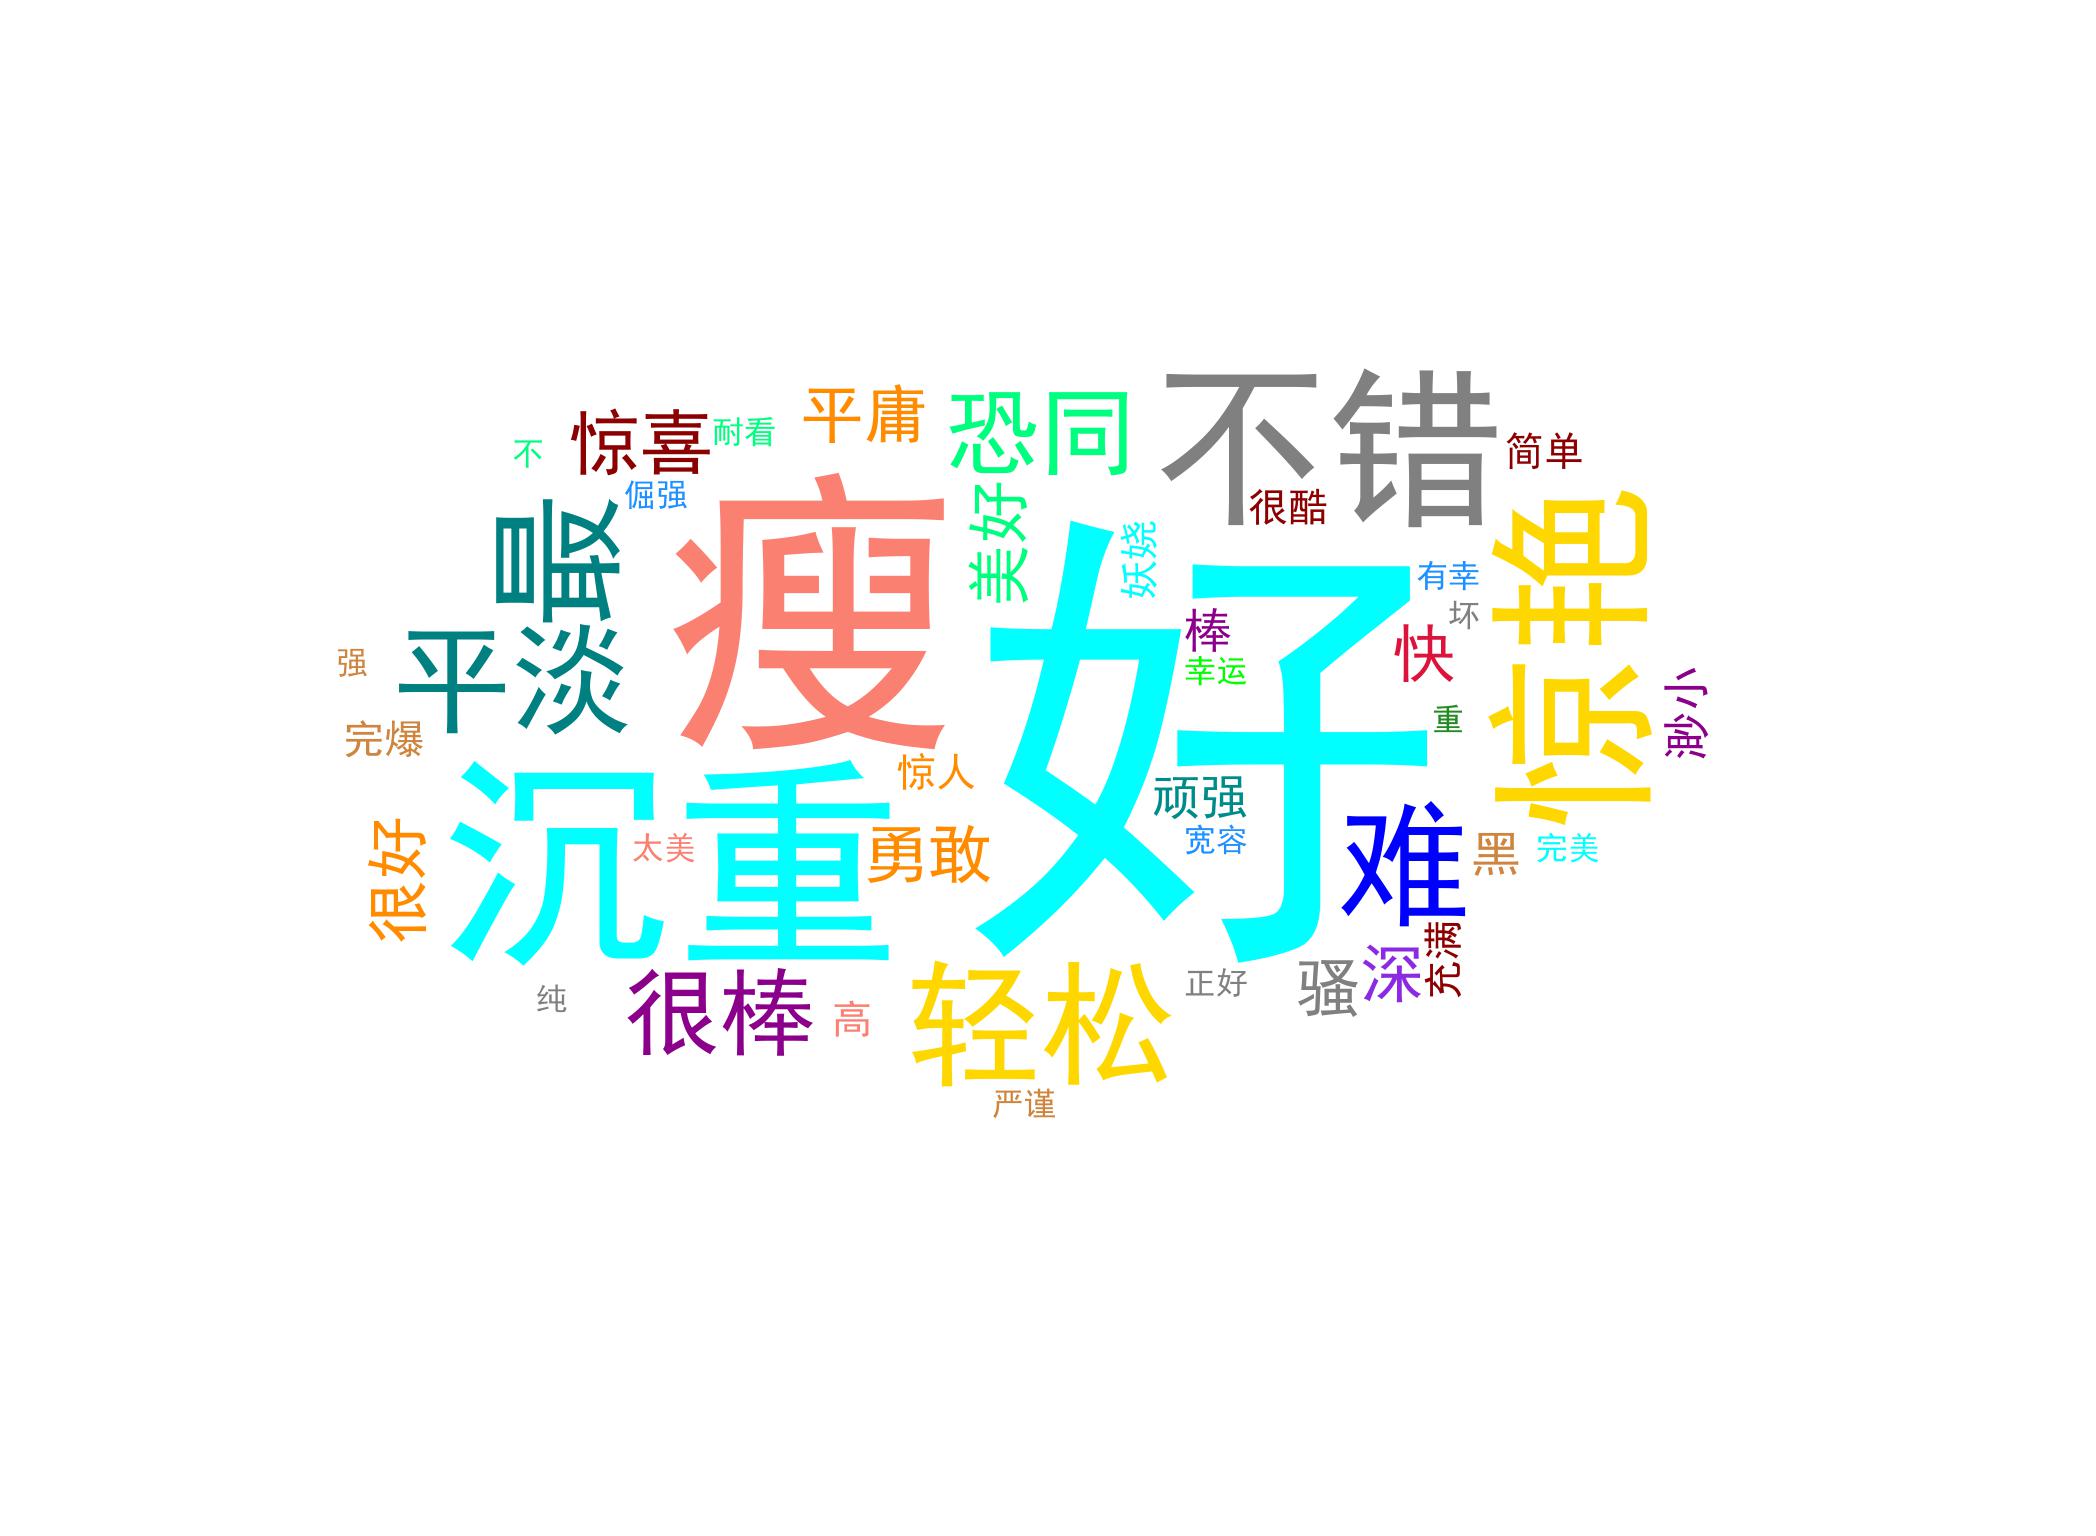 不错
平庸
恐同
惊喜
耐看
不
简单
倔强
很酷
最
瘦
美好
妖娆
好
惊艳
有幸
坏
棒
快
幸运
平淡
强
渺小
重
完爆
沉重
惊人
顽强
宽容
难
很好
太美
勇敢
黑
完美
充满
深
骚
正好
轻松
很棒
高
纯
严谨